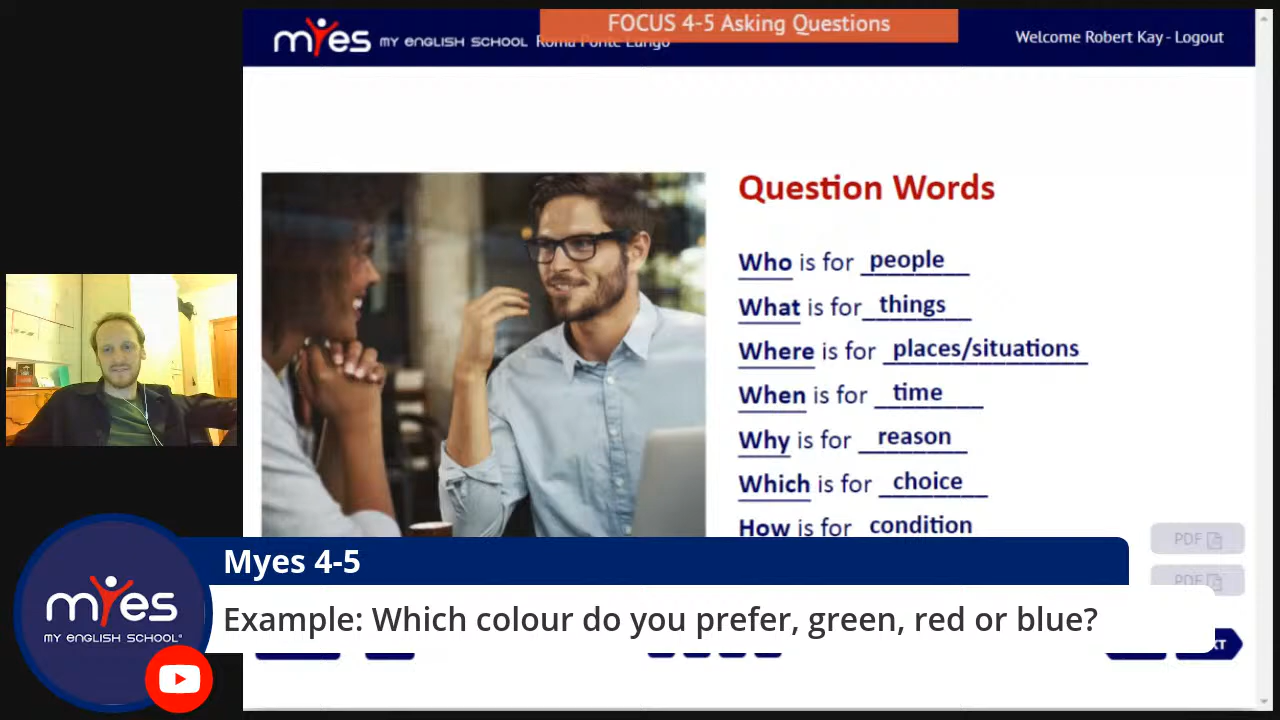 FOCUS 4-5 Asking Questions
myes MY ENGLISH SCHOOL Roma Ponte Lungo
Welcome Robert Kay - Logout
Question Words
Who is for people
What is for things
Where is for places/situations
When is for time
Why is for reason
Which is for choice
How is for condition
PDF
PDF
Myes 4-5
Example: Which colour do you prefer, green, red or blue?
myes
MY ENGLISH SCHOOL
XT